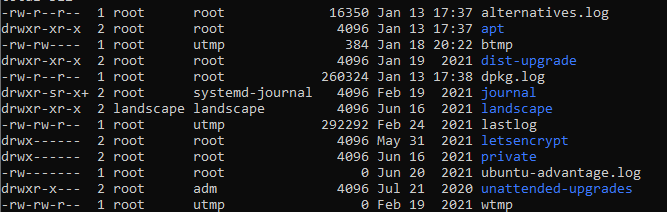 -rw-r--r-- 1 root root 16350 Jan 13 17:37 alternatives.log
drwxr-xr-x 2 root root 4096 Jan 13 17:37 apt
-rw-rw---- 1 root utmp 384 Jan 18 20:22 btmp
drwxr-xr-x 2 root root 4096 Jan 19 2021 dist-upgrade
-rw-r--r-- 1 root root 260324 Jan 13 17:38 dpkg.log
drwxr-sr-x+ 2 root systemd-journal 4096 Feb 19 2021 journal
drwxr-xr-x 2 landscape landscape 4096 Jun 16 2021 landscape
-rw-rw-r-- 1 root utmp 292292 Feb 24 2021 lastlog
drwx------ 2 root root 4096 May 31 2021 letsencrypt
drwx------ 2 root root 4096 Jun 16 2021 private
-rw------- 1 root root 0 Jun 20 2021 ubuntu-advantage.log
drwxr-x--- 2 root adm 4096 Jul 21 2020 unattended-upgrades
-rw-rw-r-- 1 root utmp 0 Feb 19 2021 wtmp